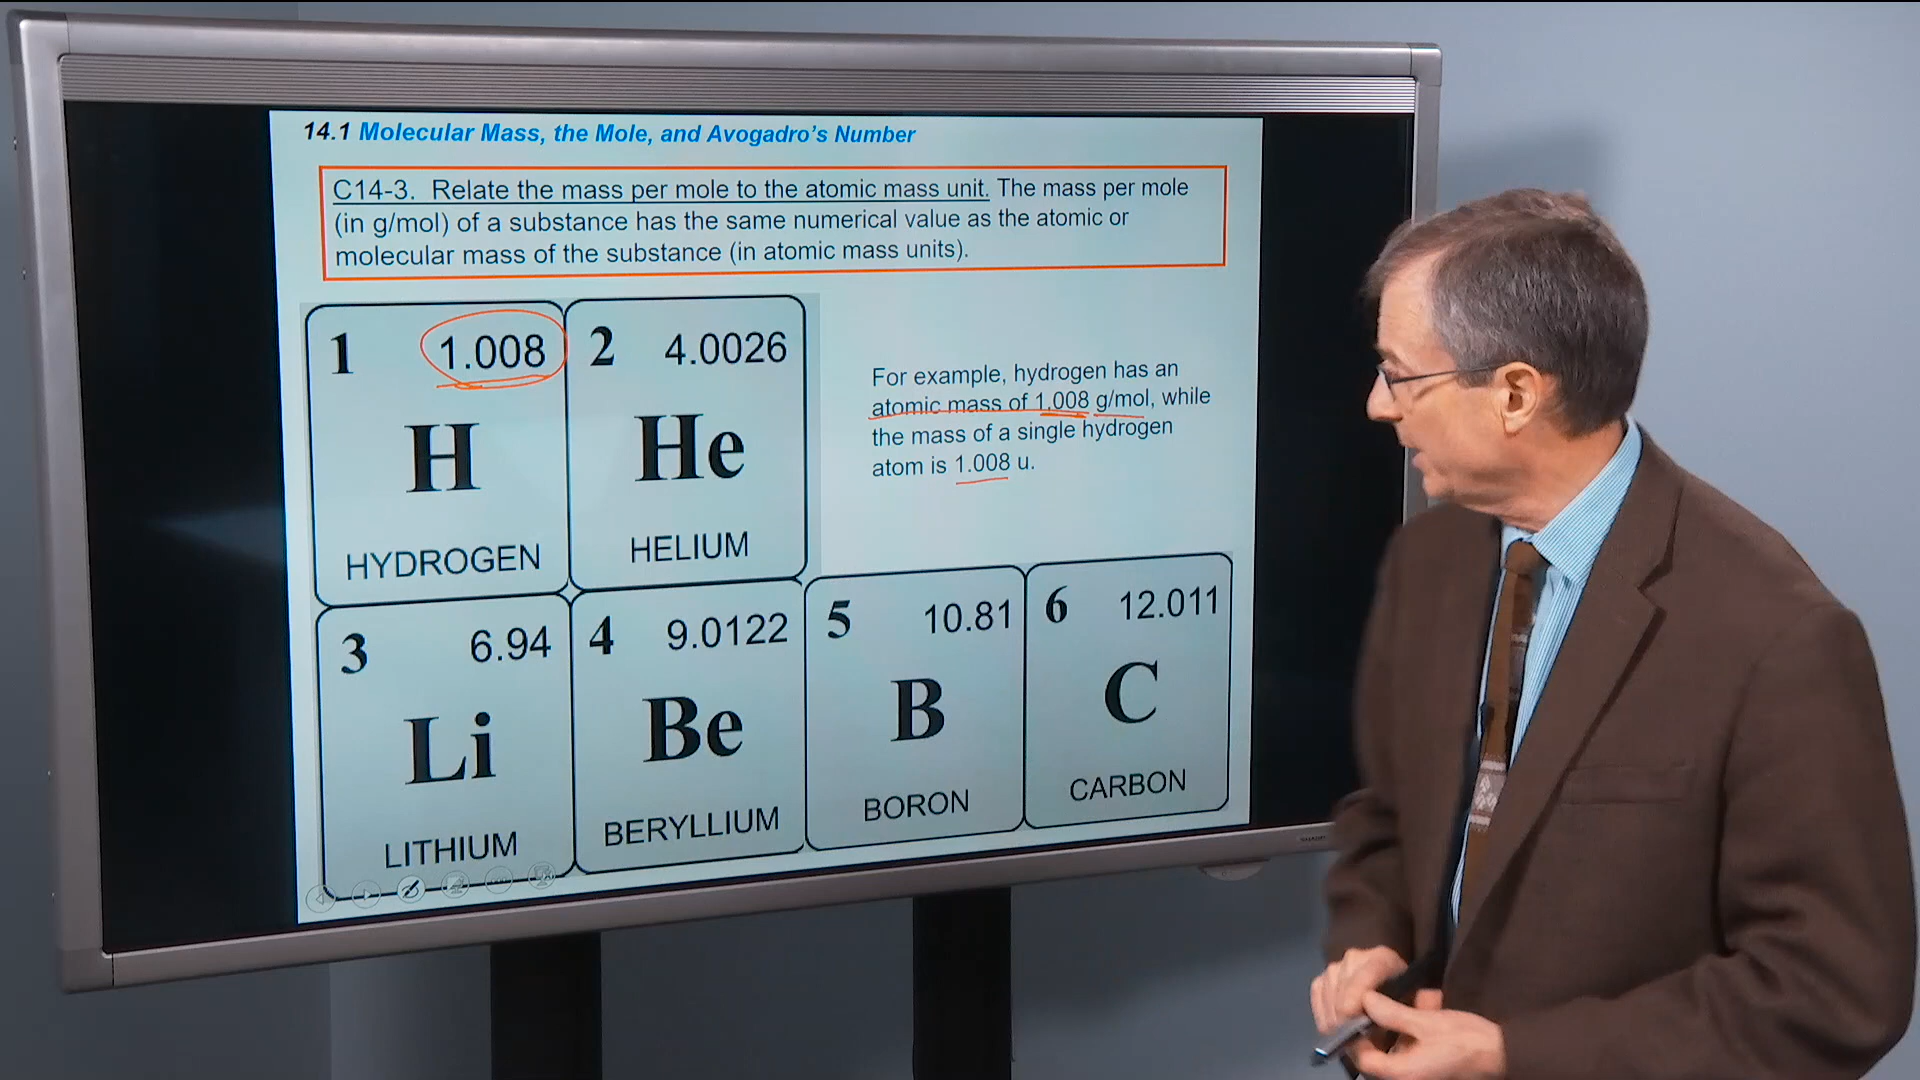 14.1 Molecular Mass, the Mole, and Avogadro's Number
C14-3. Relate the mass per mole to the atomic mass unit. The mass per mole
(in g/mol) of a substance has the same numerical value as the atomic or
molecular mass of the substance (in atomic mass units).
1 1.008
H
HYDROGEN
2 4.0026
He
HELIUM
For example, hydrogen has an
atomic mass of 1.008 g/mol, while
the mass of a single hydrogen
atom is 1.008 u.
3 6.94
Li
LITHIUM
4 9.0122
Be
BERYLLIUM
5 10.81
B
BORON
6 12.011
C
CARBON